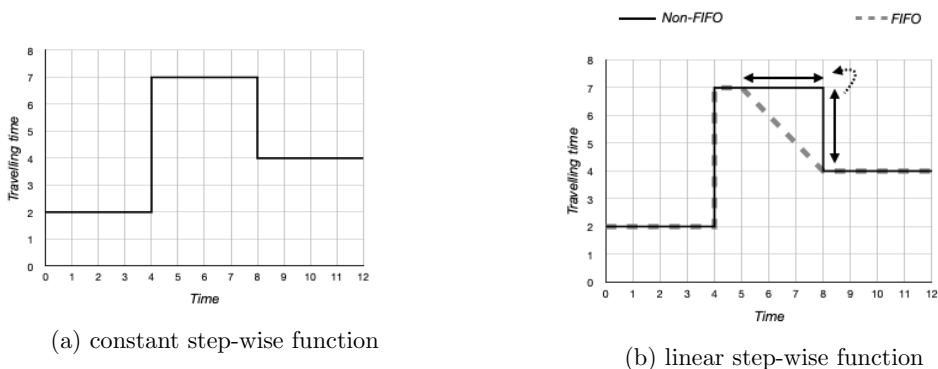 Non-FIFO
FIFO
8
7
6
5
4
3
2
1
0
Travelling time
0 1 2 3 4 5 6 7 8 9 10 11 12
Time
(a) constant step-wise function
8
7
6
5
4
3
2
1
0
Travelling time
0 1 2 3 4 5 6 7 8 9 10 11 12
Time
(b) linear step-wise function